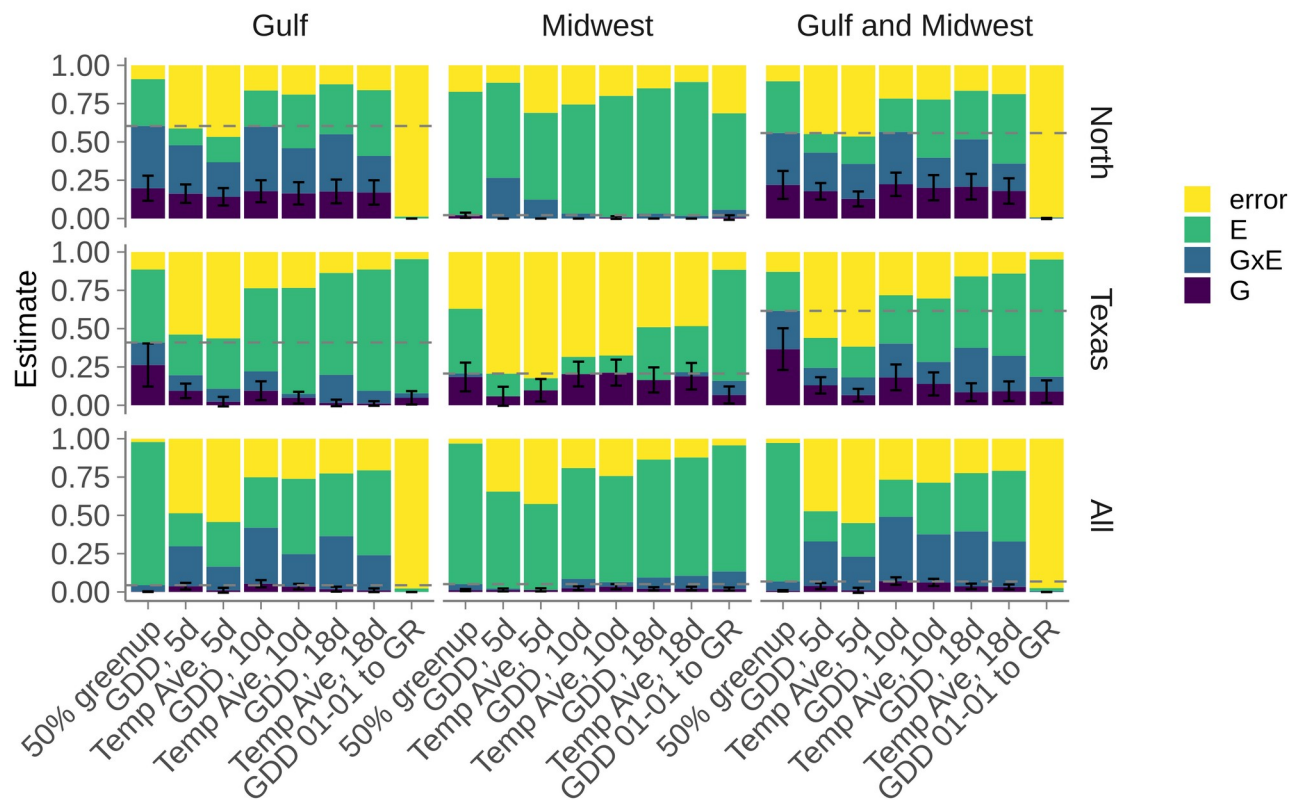 Gulf
Midwest
Gulf and Midwest
Estimate
1.00
0.75
0.50
0.25
0.00
North
1.00
0.75
0.50
0.25
0.00
Texas
1.00
0.75
0.50
0.25
0.00
All
error
E
GxE
G
50% greenup
GDD, 5d
Temp Ave, 5d
GDD, 10d
Temp Ave, 10d
GDD, 18d
Temp Ave, 18d
GDD 01-01 to GR
50% greenup
GDD, 5d
Temp Ave, 5d
GDD, 10d
Temp Ave, 10d
GDD, 18d
Temp Ave, 18d
GDD 01-01 to GR
50% greenup
GDD, 5d
Temp Ave, 5d
GDD, 10d
Temp Ave, 10d
GDD, 18d
Temp Ave, 18d
GDD 01-01 to GR